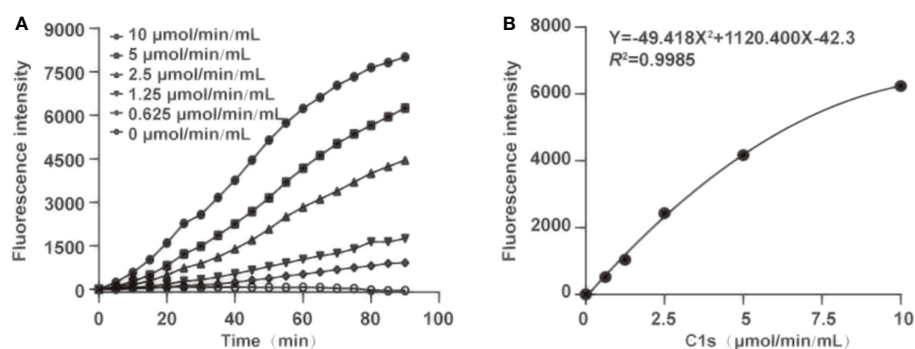 A
9000
7500
6000
4500
3000
1500
0
Fluorescence intensity
10 μmol/min/mL
5 μmol/min/mL
2.5 μmol/min/mL
1.25 μmol/min/mL
0.625 μmol/min/mL
0 μmol/min/mL
0 20 40 60 80 100
Time (min)
B
8000
6000
4000
2000
0
Fluorescence intensity
Y=-49.418X²+1120.400X-42.3
R²=0.9985
0 2.5 5 7.5 10
C1s (μmol/min/mL)